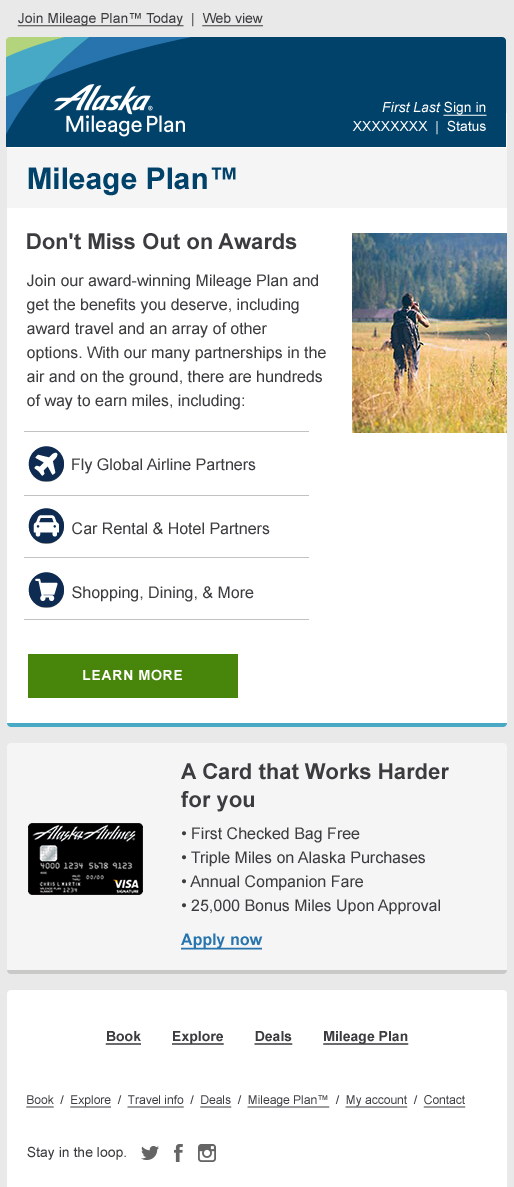 Join Mileage Plan™ Today | Web view
Alaska®
Mileage Plan
First Last Sign in
XXXXXXXX | Status
Mileage Plan™
Don't Miss Out on Awards
Join our award-winning Mileage Plan and
get the benefits you deserve, including
award travel and an array of other
options. With our many partnerships in the
air and on the ground, there are hundreds
of way to earn miles, including:
Fly Global Airline Partners
Car Rental & Hotel Partners
Shopping, Dining, & More
LEARN MORE
A Card that Works Harder
for you
• First Checked Bag Free
• Triple Miles on Alaska Purchases
• Annual Companion Fare
• 25,000 Bonus Miles Upon Approval
Apply now
Alaska Airlines
4000 1234 5678 9123
00/00
CHRIS L MARTIN
VISA
SIGNATURE
Book Explore Deals Mileage Plan
Book / Explore / Travel info / Deals / Mileage Plan™ / My account / Contact
Stay in the loop.